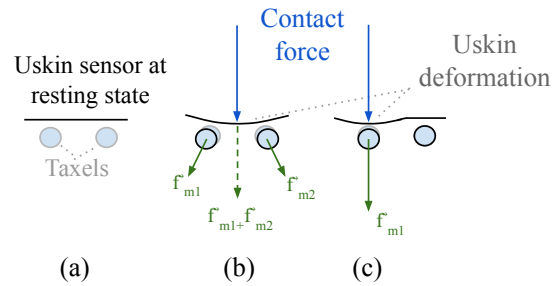 Contact
force
Uskin
deformation
Uskin sensor at
resting state
Taxels
f*m1
f*m2
f*m1+ f*m2
f*m1
(a)
(b)
(c)